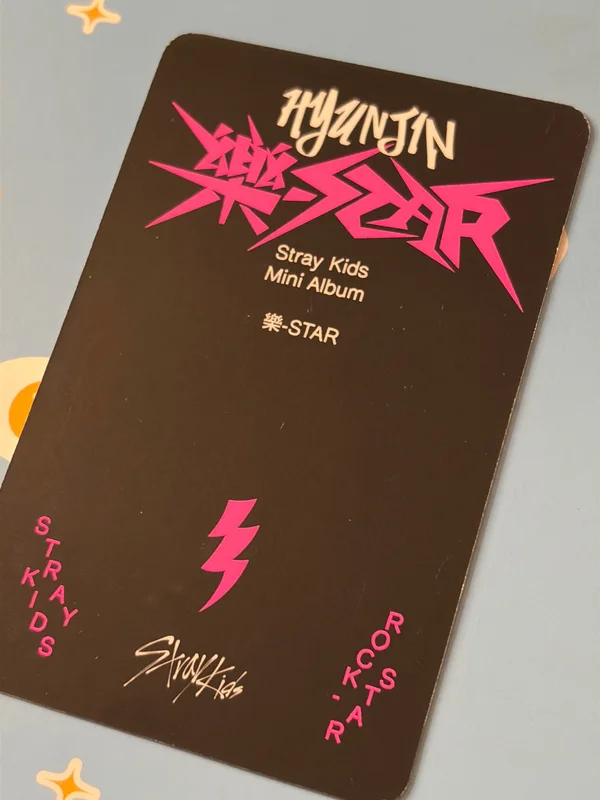 HYUNJIN
樂-STAR
Stray Kids
Mini Album
樂-STAR
STRAY
KIDS
Stray Kids
ROCK-
STAR